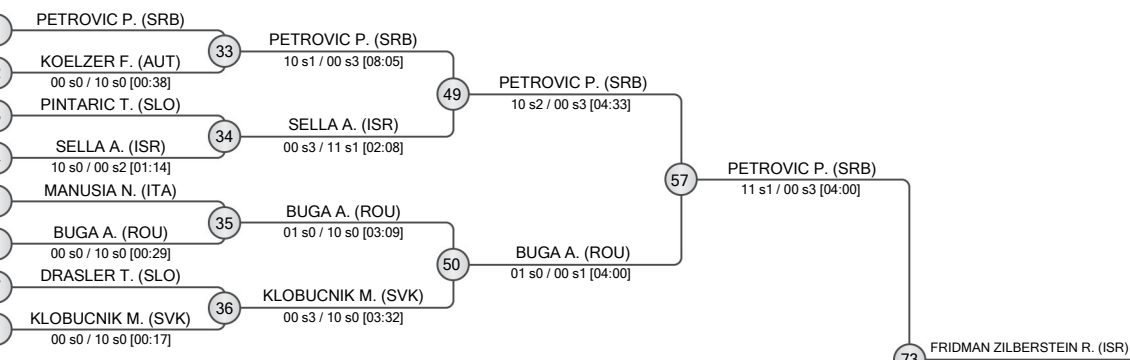 PETROVIC P. (SRB)
KOELZER F. (AUT)
00 s0 / 10 s0 [00:38]
33
PETROVIC P. (SRB)
10 s1 / 00 s3 [08:05]
PINTARIC T. (SLO)
SELLA A. (ISR)
10 s0 / 00 s2 [01:14]
34
SELLA A. (ISR)
00 s3 / 11 s1 [02:08]
49
PETROVIC P. (SRB)
10 s2 / 00 s3 [04:33]
MANUSIA N. (ITA)
BUGA A. (ROU)
00 s0 / 10 s0 [00:29]
35
BUGA A. (ROU)
01 s0 / 10 s0 [03:09]
DRASLER T. (SLO)
KLOBUCNIK M. (SVK)
00 s0 / 10 s0 [00:17]
36
KLOBUCNIK M. (SVK)
00 s3 / 10 s0 [03:32]
50
BUGA A. (ROU)
01 s0 / 00 s1 [04:00]
57
PETROVIC P. (SRB)
11 s1 / 00 s3 [04:00]
73
FRIDMAN ZILBERSTEIN R. (ISR)